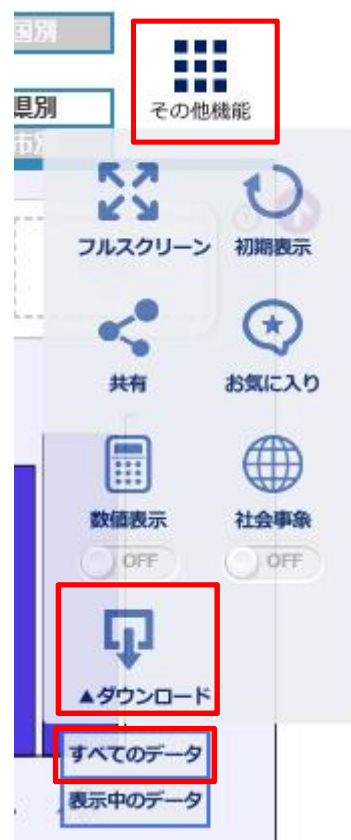 国別
その他機能
県別
市別
フルスクリーン
初期表示
共有
お気に入り
数値表示
社会事象
OFF
OFF
▲ダウンロード
すべてのデータ
表示中のデータ